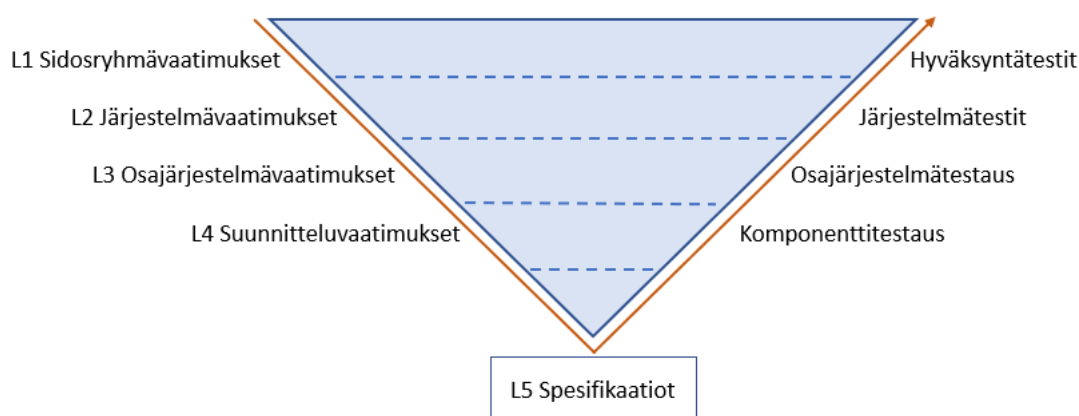 L1 Sidosryhmävaatimukset
Hyväksyntätestit
L2 Järjestelmävaatimukset
Järjestelmätestit
L3 Osajärjestelmävaatimukset
Osajärjestelmätestaus
L4 Suunnitteluvaatimukset
Komponenttitestaus
L5 Spesifikaatiot